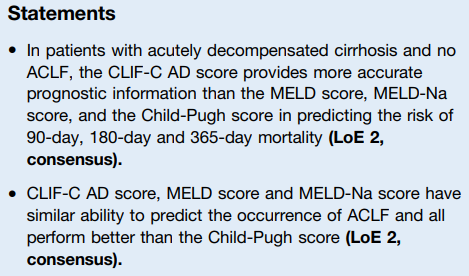 Statements
• In patients with acutely decompensated cirrhosis and no
ACLF, the CLIF-C AD score provides more accurate
prognostic information than the MELD score, MELD-Na
score, and the Child-Pugh score in predicting the risk of
90-day, 180-day and 365-day mortality (LoE 2,
consensus).
• CLIF-C AD score, MELD score and MELD-Na score have
similar ability to predict the occurrence of ACLF and all
perform better than the Child-Pugh score (LoE 2,
consensus).